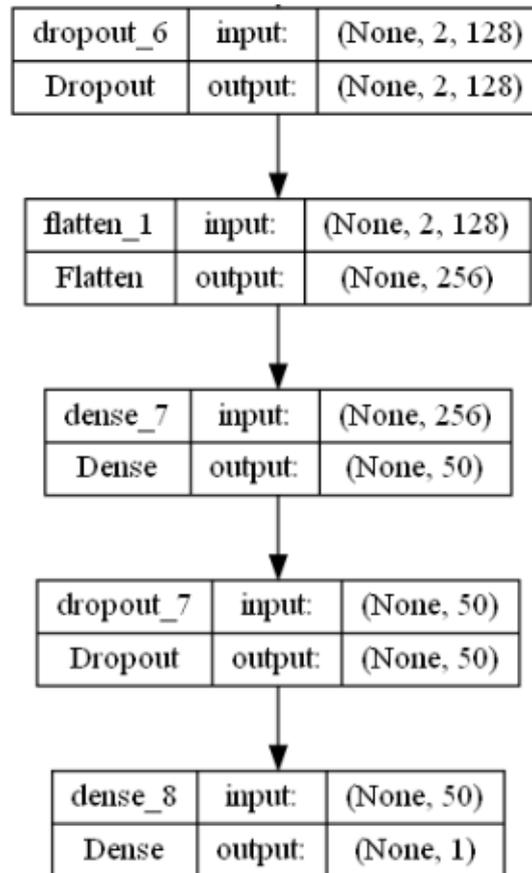 dropout_6 input: (None, 2, 128)
Dropout output: (None, 2, 128)
flatten_1 input: (None, 2, 128)
Flatten output: (None, 256)
dense_7 input: (None, 256)
Dense output: (None, 50)
dropout_7 input: (None, 50)
Dropout output: (None, 50)
dense_8 input: (None, 50)
Dense output: (None, 1)